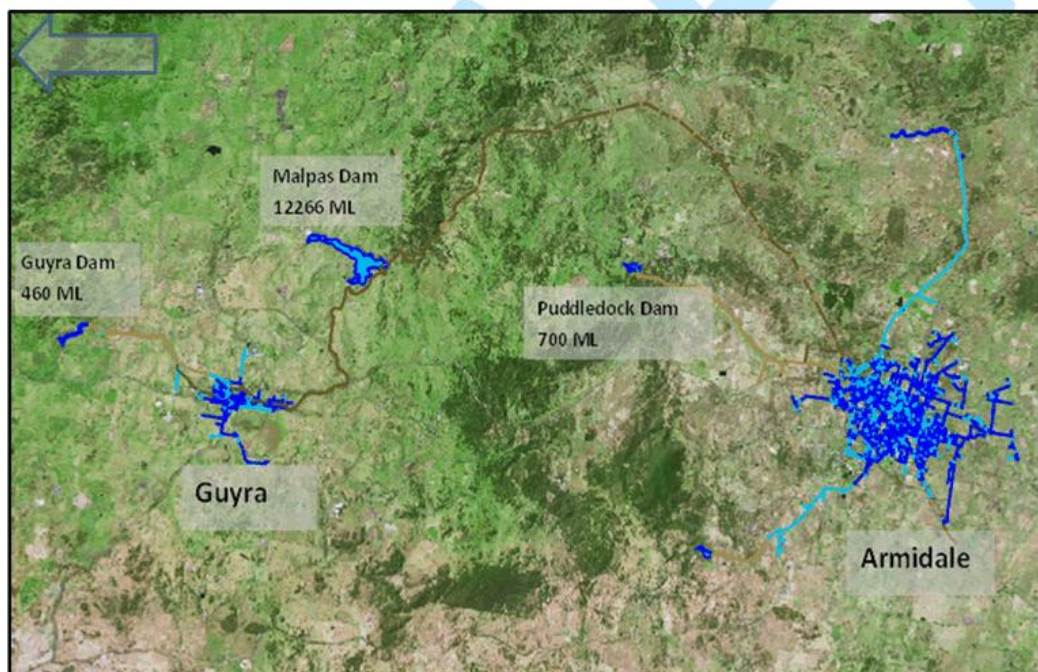 Malpas Dam
12266 ML
Guyra Dam
460 ML
Puddledock Dam
700 ML
Guyra
Armidale